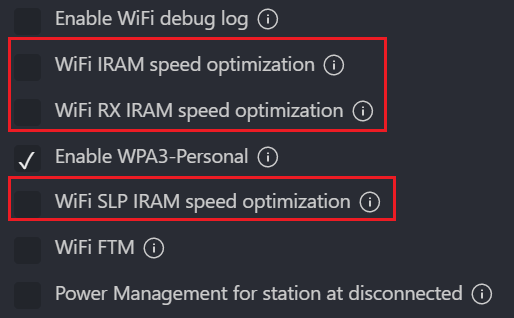 Enable WiFi debug log
WiFi IRAM speed optimization
WiFi RX IRAM speed optimization
Enable WPA3-Personal
WiFi SLP IRAM speed optimization
WiFi FTM
Power Management for station at disconnected